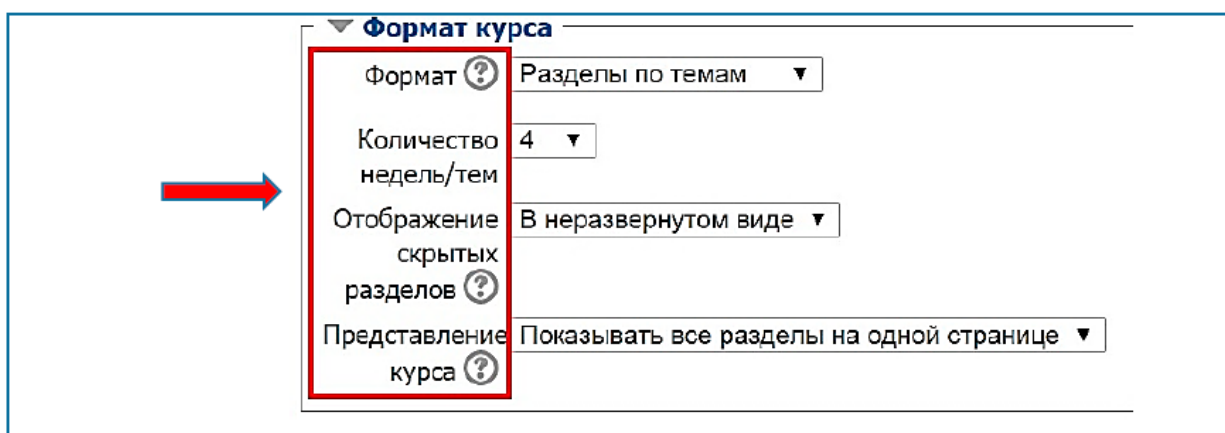 Формат курса
Формат ? Разделы по темам
Количество 4
недель/тем
Отображение В неразвернутом виде
скрытых
разделов ?
Представление Показывать все разделы на одной странице
курса ?